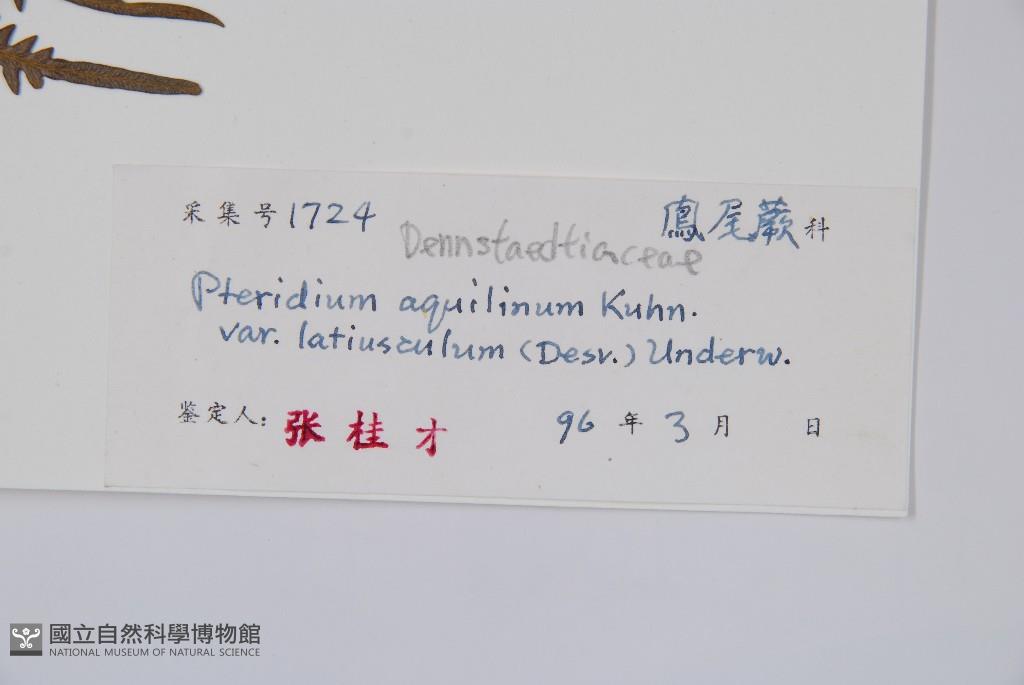 采集号1724 鳳尾蕨科
Dennstaedtiaceae
Pteridium aquilinum Kuhn.
var. latiusculum (Desv.) Underw.
鉴定人: 张桂才 96年3月 日
國立自然科學博物館
NATIONAL MUSEUM OF NATURAL SCIENCE